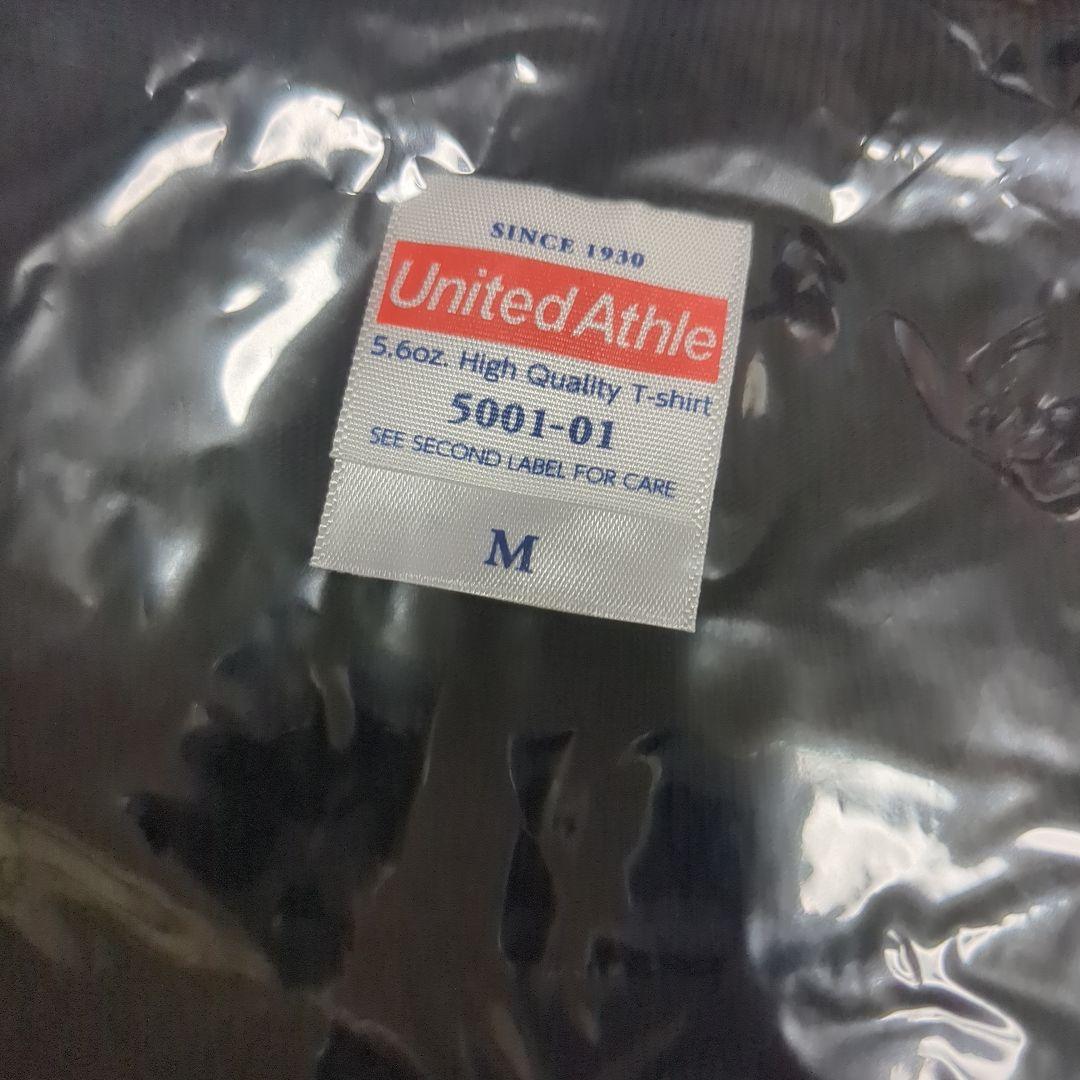 SINCE 1930
United Athle
5.6oz. High Quality T-shirt
5001-01
SEE SECOND LABEL FOR CARE
M